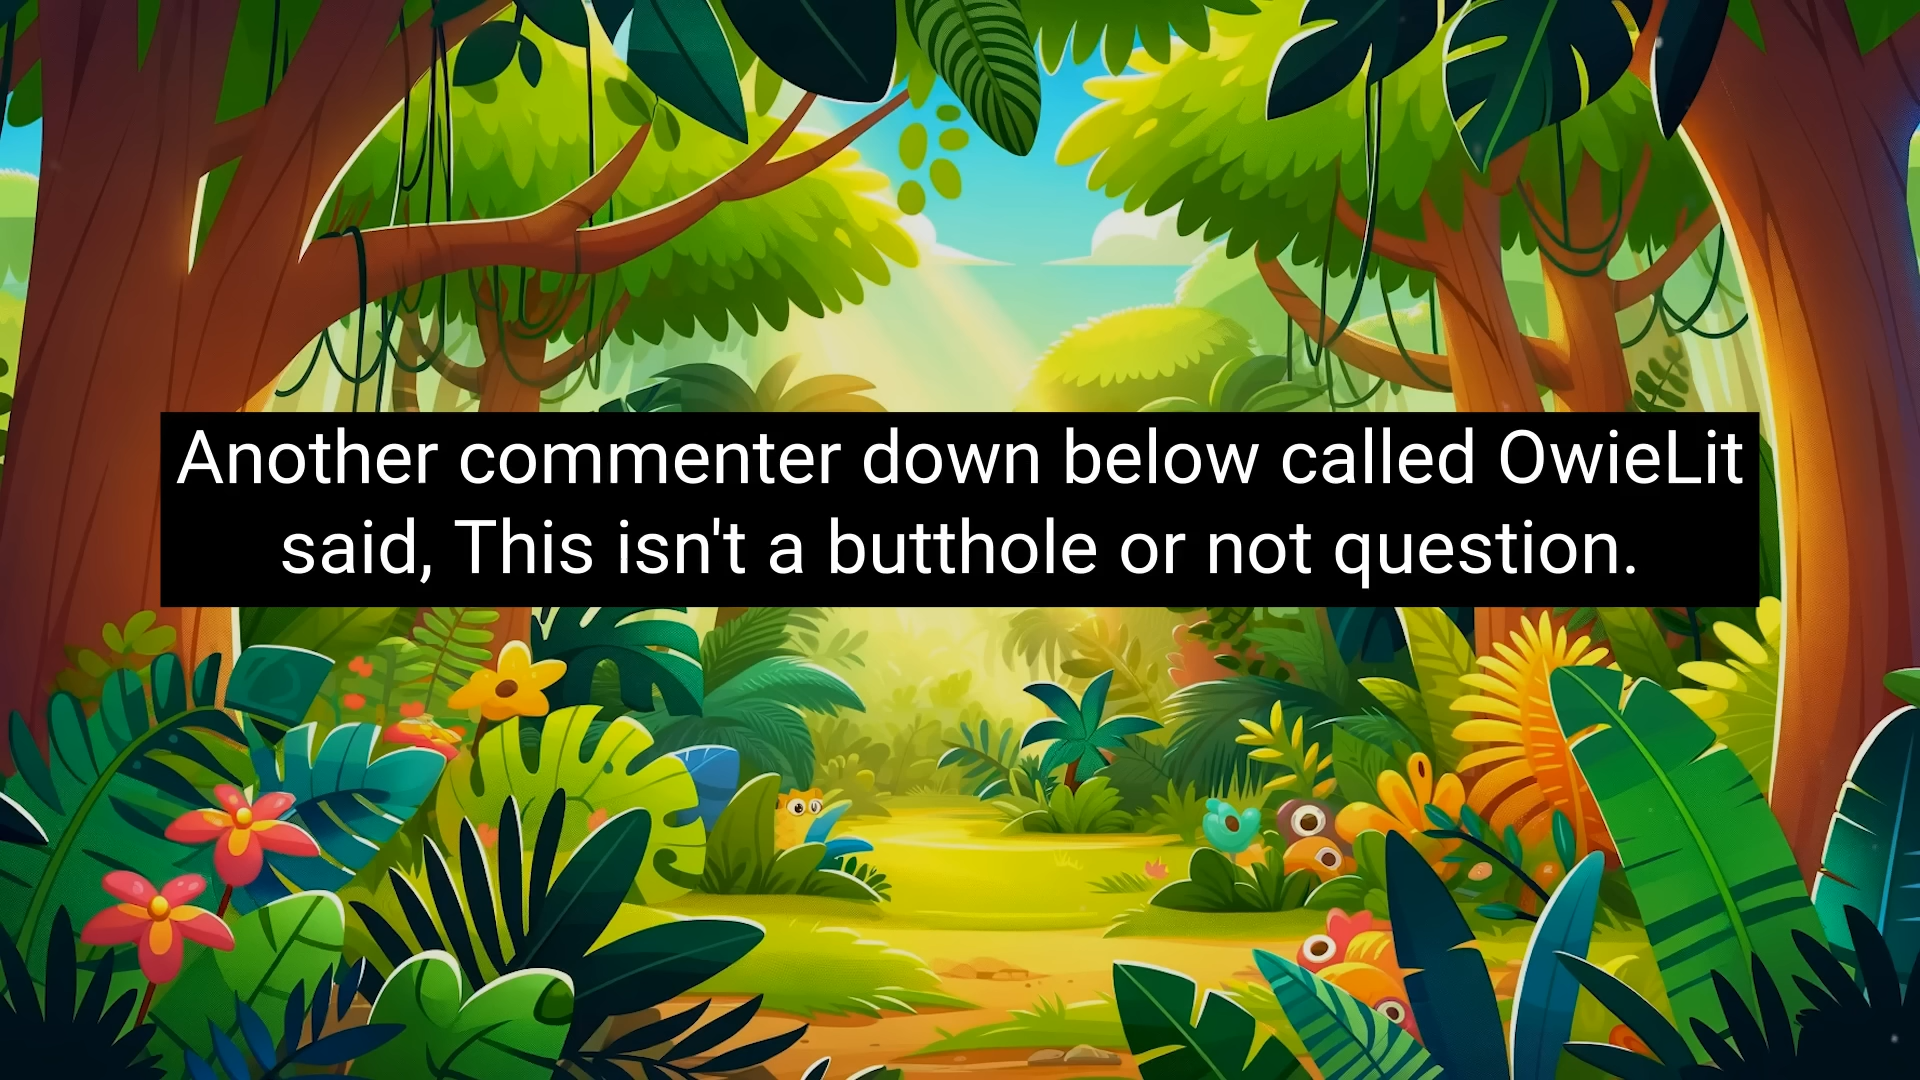 Another commenter down below called OwieLit
said, This isn't a butthole or not question.